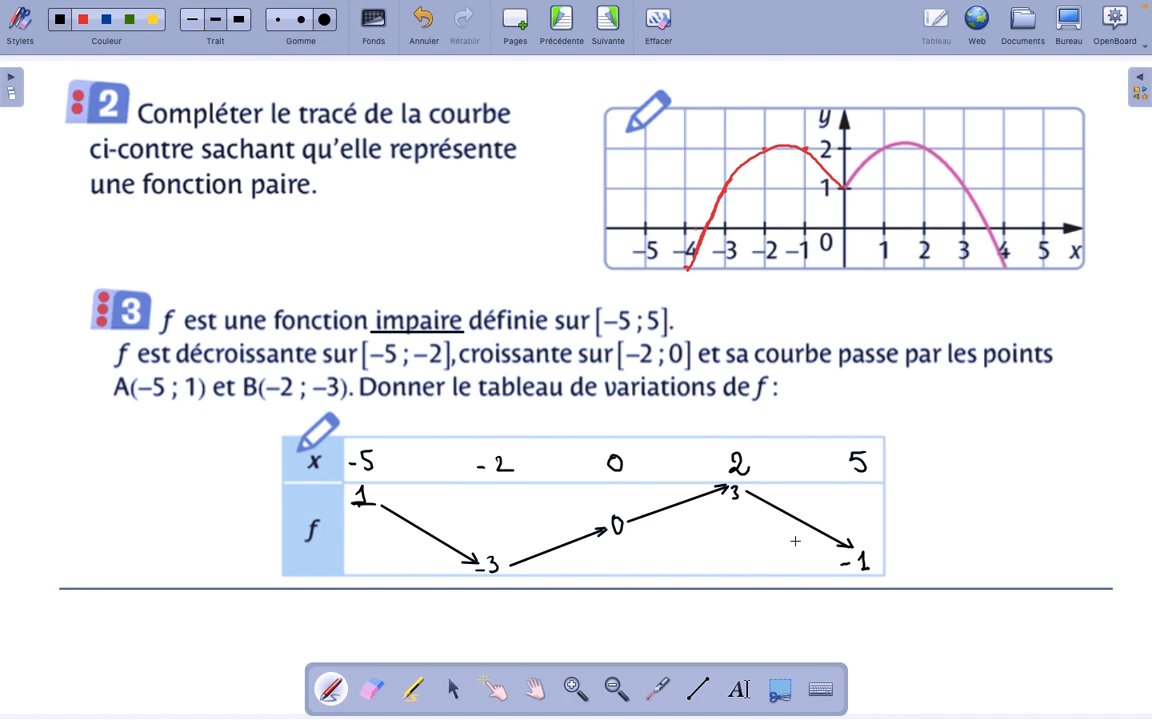 Stylets
Couleur
Trait
Gomme
Fonds
Annuler
Rétablir
Pages
Précédente
Suivante
Effacer
Tableau
Web
Documents
Bureau
OpenBoard
2 Compléter le tracé de la courbe
ci-contre sachant qu'elle représente
une fonction paire.
y
2
1
-5 -4 -3 -2 -1 0 1 2 3 4 5 x
3 f est une fonction impaire définie sur [-5 ; 5].
f est décroissante sur [-5 ; -2], croissante sur [-2 ; 0] et sa courbe passe par les points
A(-5 ; 1) et B(-2 ; -3). Donner le tableau de variations de f :
x -5 -2 0 2 5
f 1 -3 0 3 -1
AI